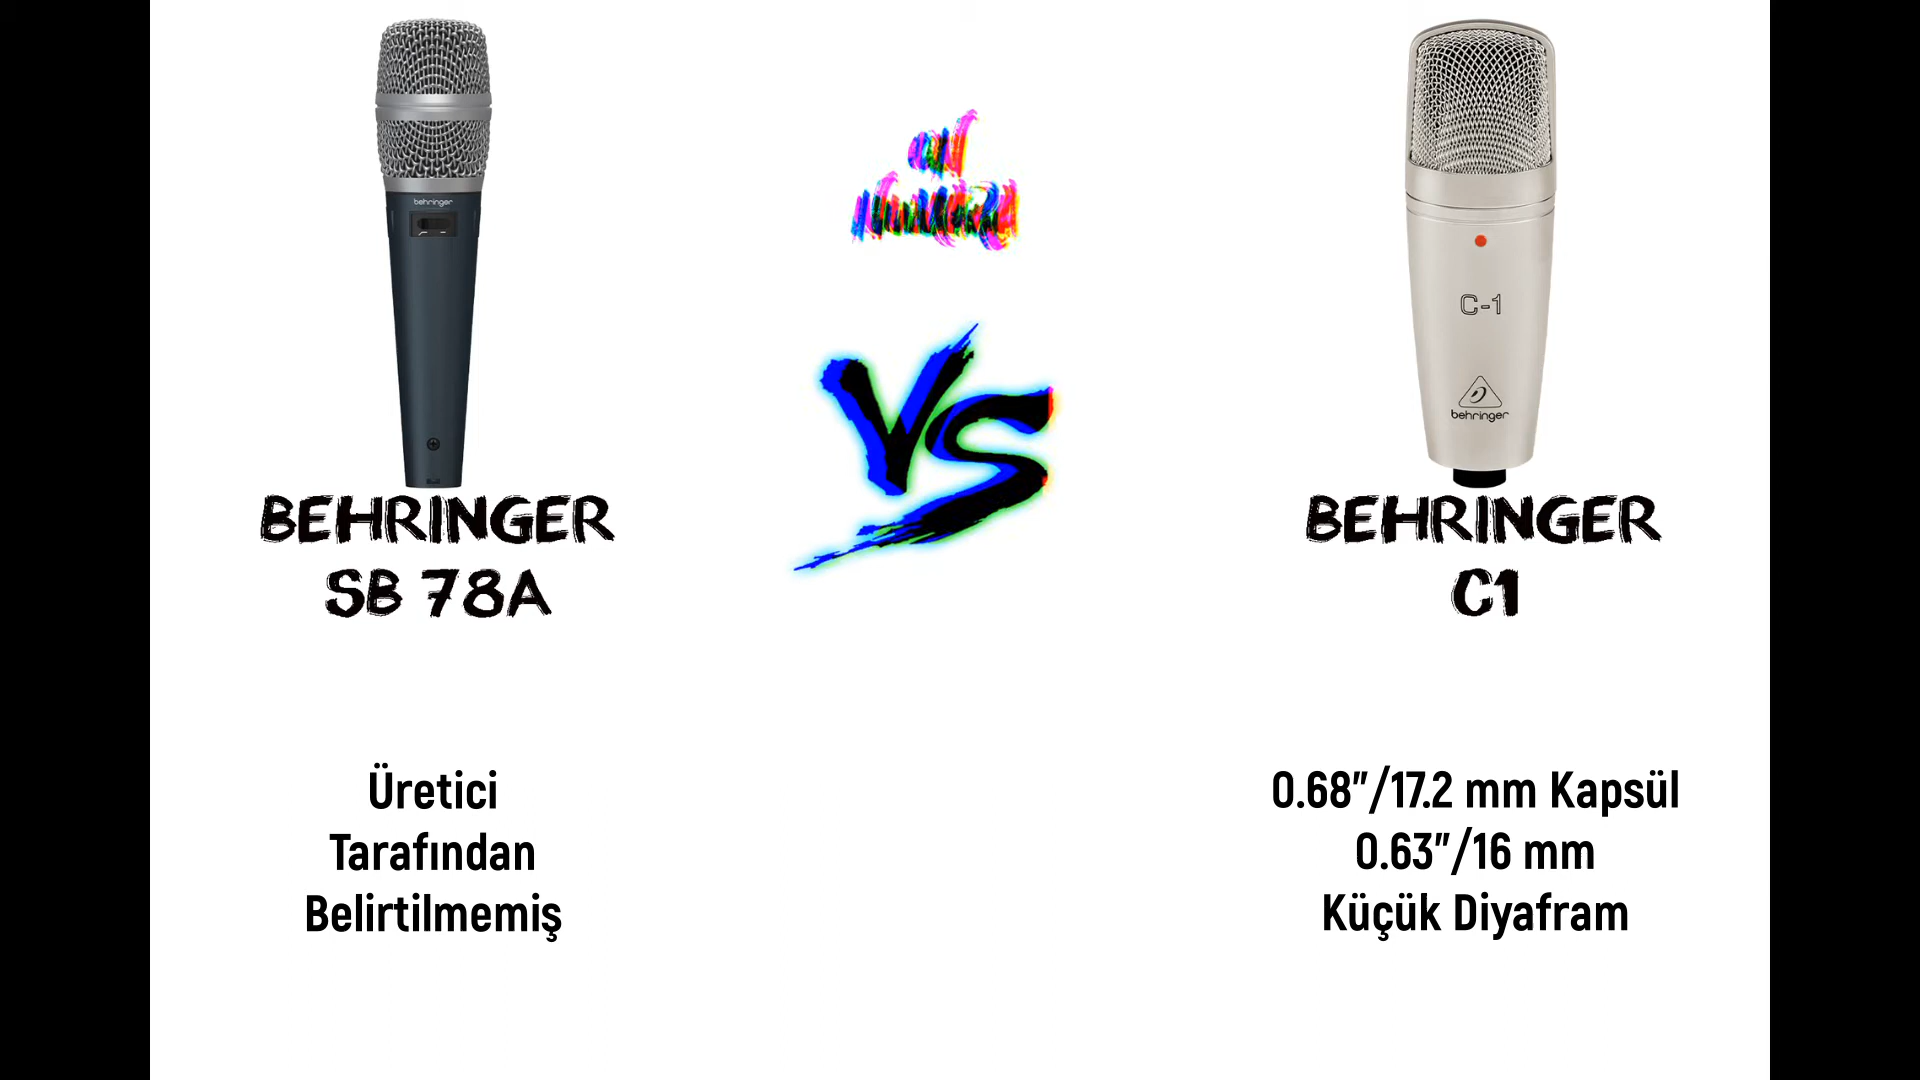 behringer
C-1
behringer
VS
BEHRINGER
SB 78A
BEHRINGER
C1
Üretici
Tarafından
Belirtilmemiş
0.68”/17.2 mm Kapsül
0.63”/16 mm
Küçük Diyafram